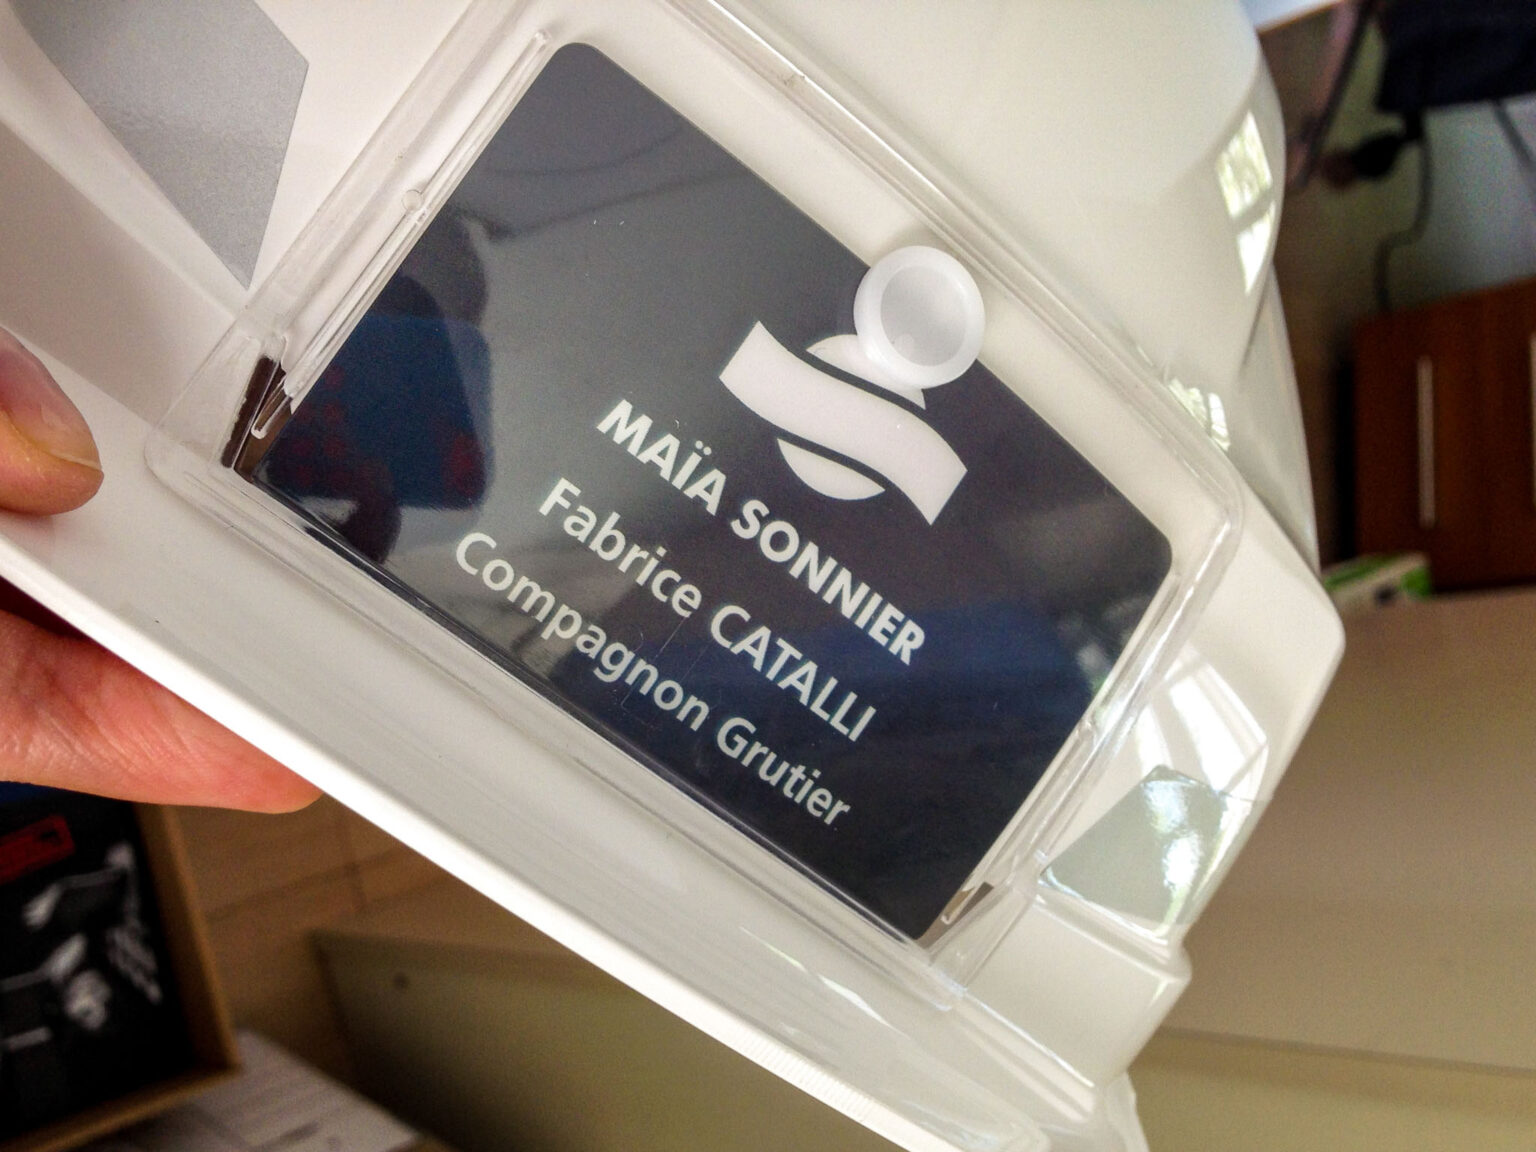 MAÏA SONNIER
Fabrice CATALLI
Compagnon Grutier